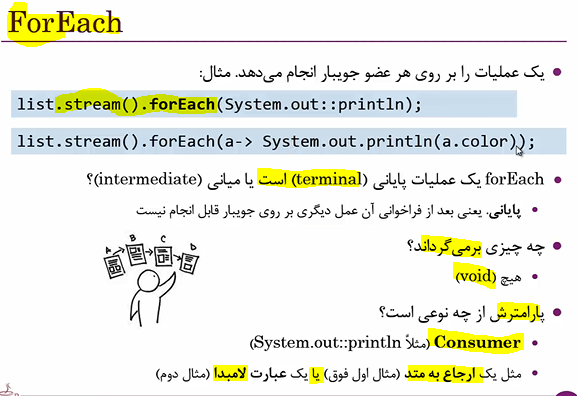 ForEach
یک عملیات را بر روی هر عضو جویبار انجام می‌دهد. مثال:
list.stream().forEach(System.out::println);
list.stream().forEach(a-> System.out.println(a.color));
forEach یک عملیات پایانی (terminal) است یا میانی (intermediate)؟
پایانی. یعنی بعد از فراخوانی آن عمل دیگری بر روی جویبار قابل انجام نیست
چه چیزی برمی‌گرداند؟
هیچ (void)
پارامترش از چه نوعی است؟
Consumer (مثلاً System.out::println)
مثل یک ارجاع به متد (مثال اول فوق) یا یک عبارت لامبدا (مثال دوم)
A B C D